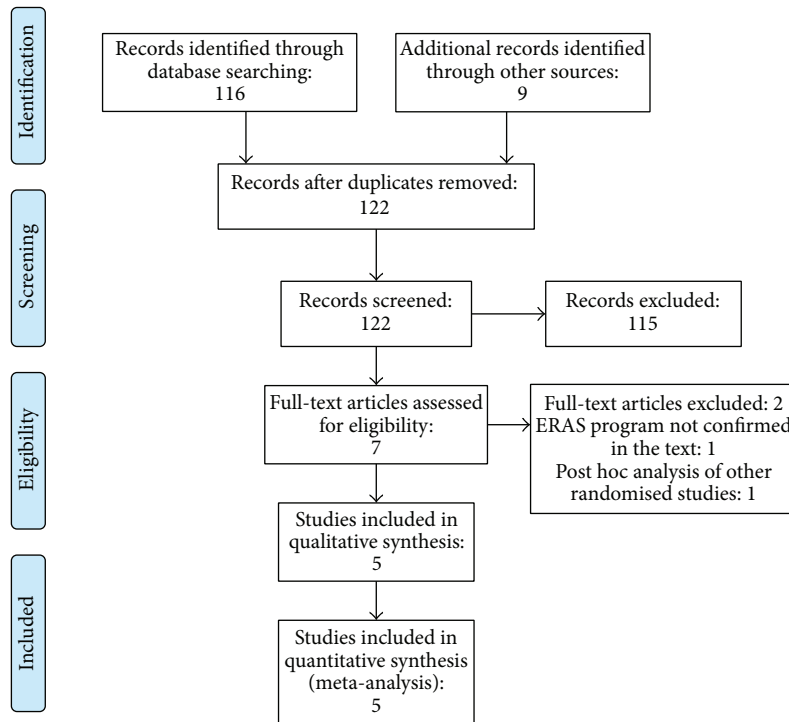 Identification
Records identified through
database searching:
116
Additional records identified
through other sources:
9
Records after duplicates removed:
122
Screening
Records screened:
122
Records excluded:
115
Eligibility
Full-text articles assessed
for eligibility:
7
Full-text articles excluded: 2
ERAS program not confirmed
in the text: 1
Post hoc analysis of other
randomised studies: 1
Studies included in
qualitative synthesis:
5
Included
Studies included in
quantitative synthesis
(meta-analysis):
5